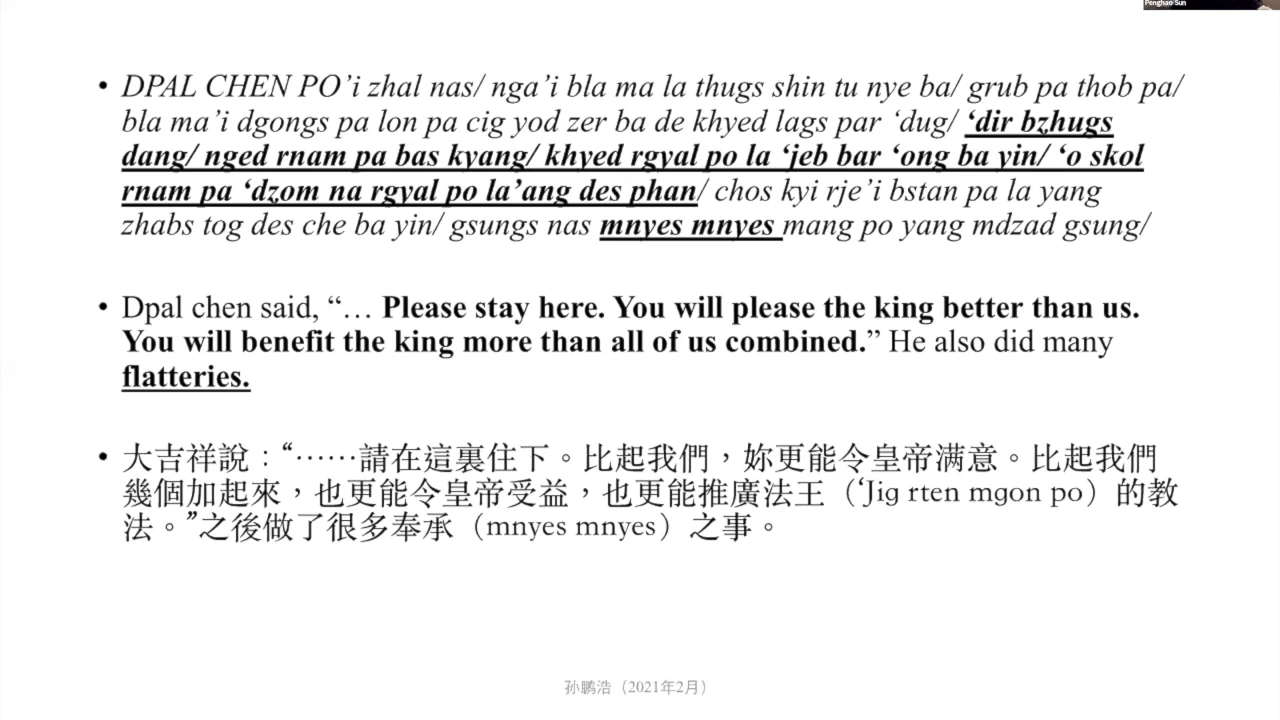 Penghao Sun
• DPAL CHEN PO’i zhal nas/ nga’i bla ma la thugs shin tu nye ba/ grub pa thob pa/
bla ma’i dgongs pa lon pa cig yod zer ba de khyed lags par ‘dug/ ‘dir bzhugs
dang/ nged rnam pa bas kyang/ khyed rgyal po la ‘jeb bar ‘ong ba yin/ ‘o skol
rnam pa ‘dzom na rgyal po la’ang des phan/ chos kyi rje’i bstan pa la yang
zhabs tog des che ba yin/ gsungs nas mnyes mnyes mang po yang mdzad gsung/
• Dpal chen said, “… Please stay here. You will please the king better than us.
You will benefit the king more than all of us combined.” He also did many
flatteries.
• 大吉祥說：“……請在這裏住下。比起我們，妳更能令皇帝满意。比起我們
幾個加起來，也更能令皇帝受益，也更能推廣法王（‘Jig rten mgon po）的教
法。”之後做了很多奉承（mnyes mnyes）之事。
孙鹏浩（2021年2月）